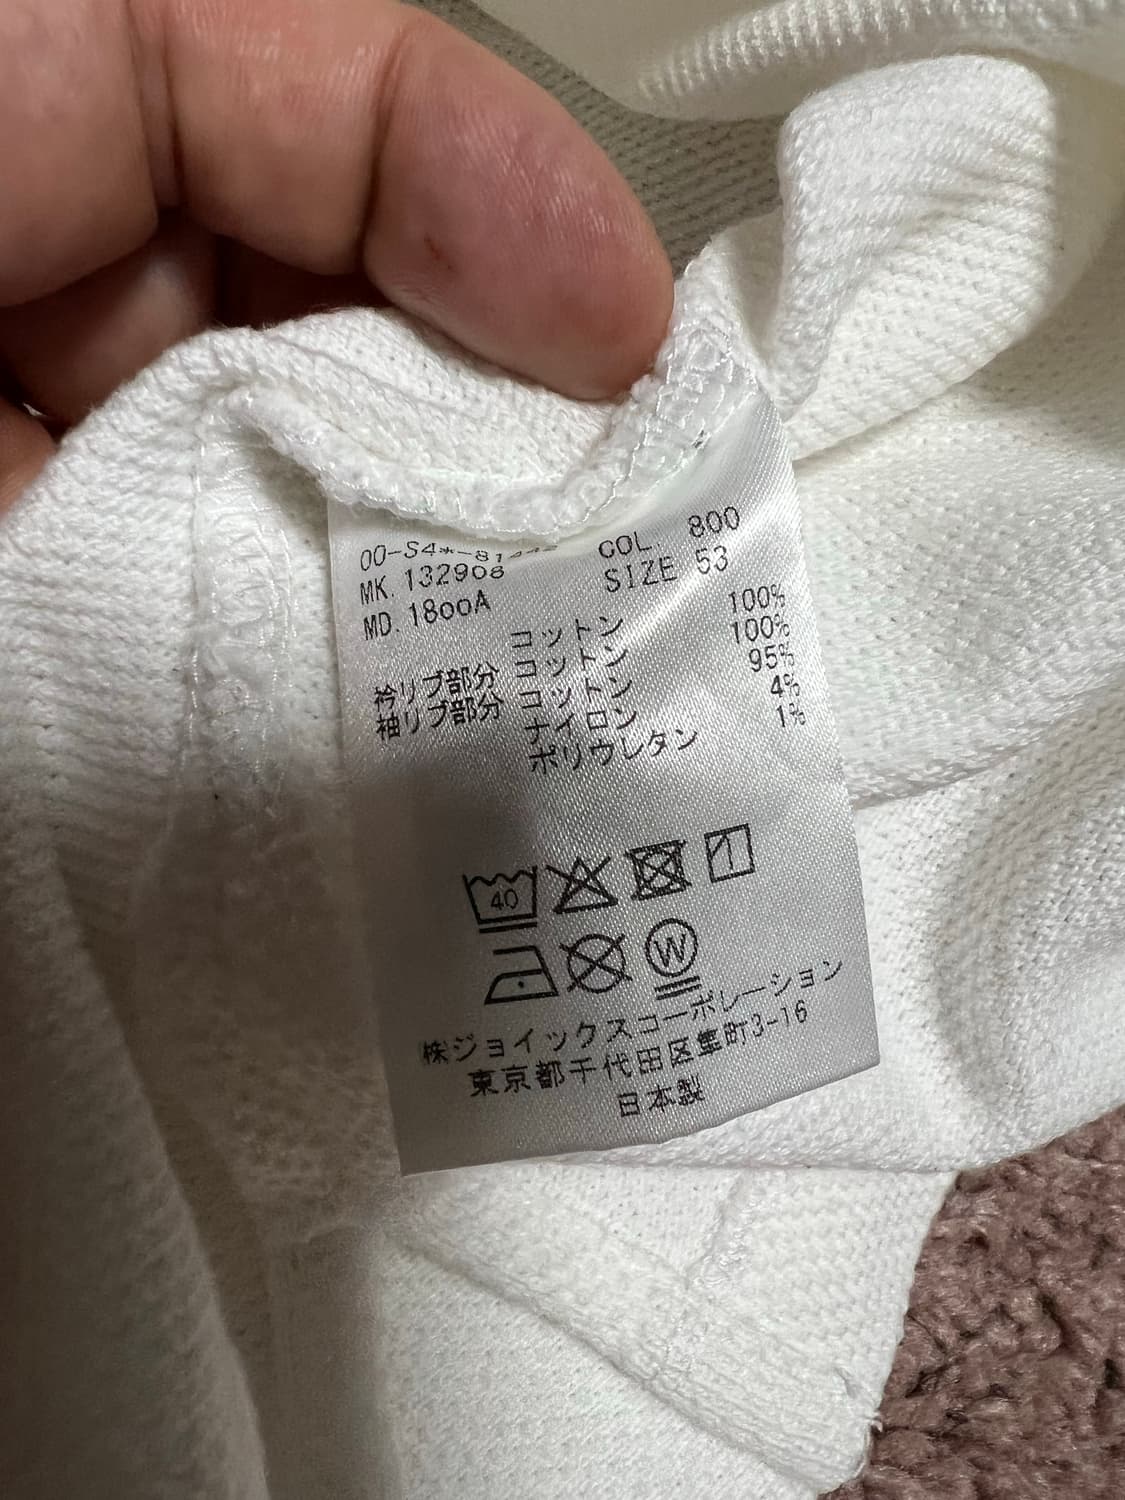 COL. 800
MK. 132908
SIZE 53
MD. 1800A
コットン 100%
衿リブ部分 コットン 100%
袖リブ部分 コットン 95%
ナイロン 4%
ポリウレタン 1%
40
W
㈱ジョイックスコーポレーション
東京都千代田区隼町3-16
日本製